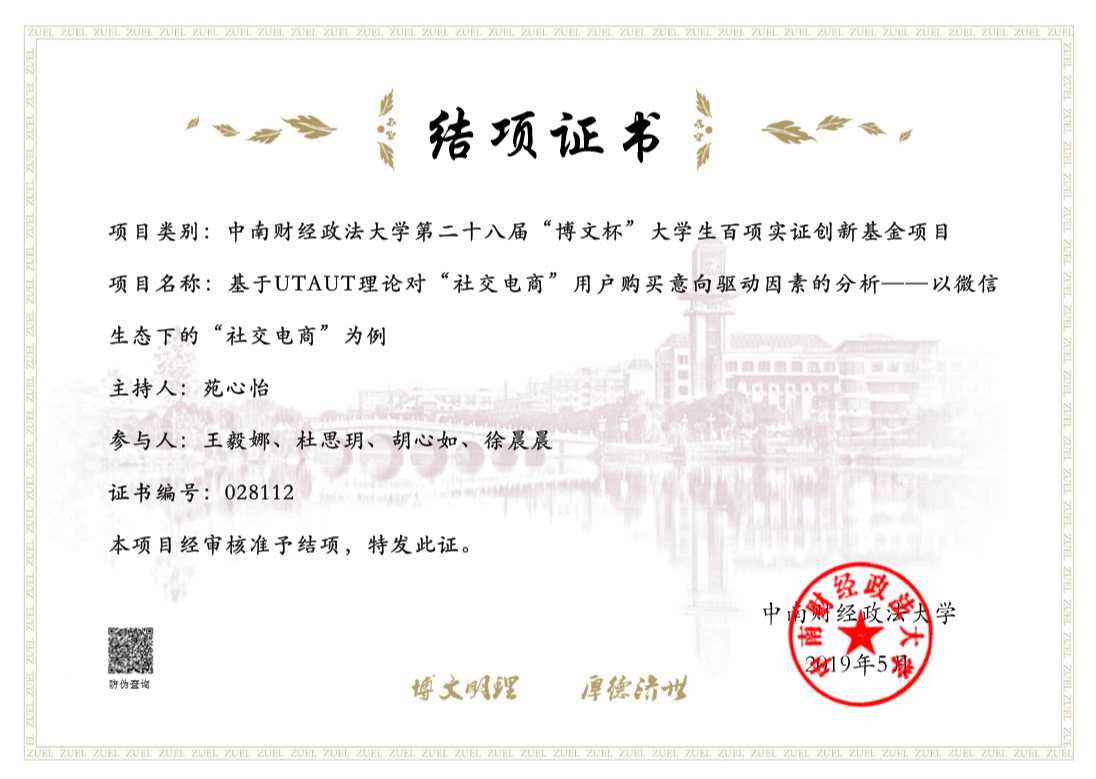 结项证书
项目类别：中南财经政法大学第二十八届“博文杯”大学生百项实证创新基金项目
项目名称：基于UTAUT理论对“社交电商”用户购买意向驱动因素的分析——以微信
生态下的“社交电商”为例
主持人：苑心怡
参与人：王毅娜、杜思玥、胡心如、徐晨晨
证书编号：028112
本项目经审核准予结项，特发此证。
中南财经政法大学
2019年5月
中南财经政法大学
防伪查询
博文明理 厚德济世
ZUEL